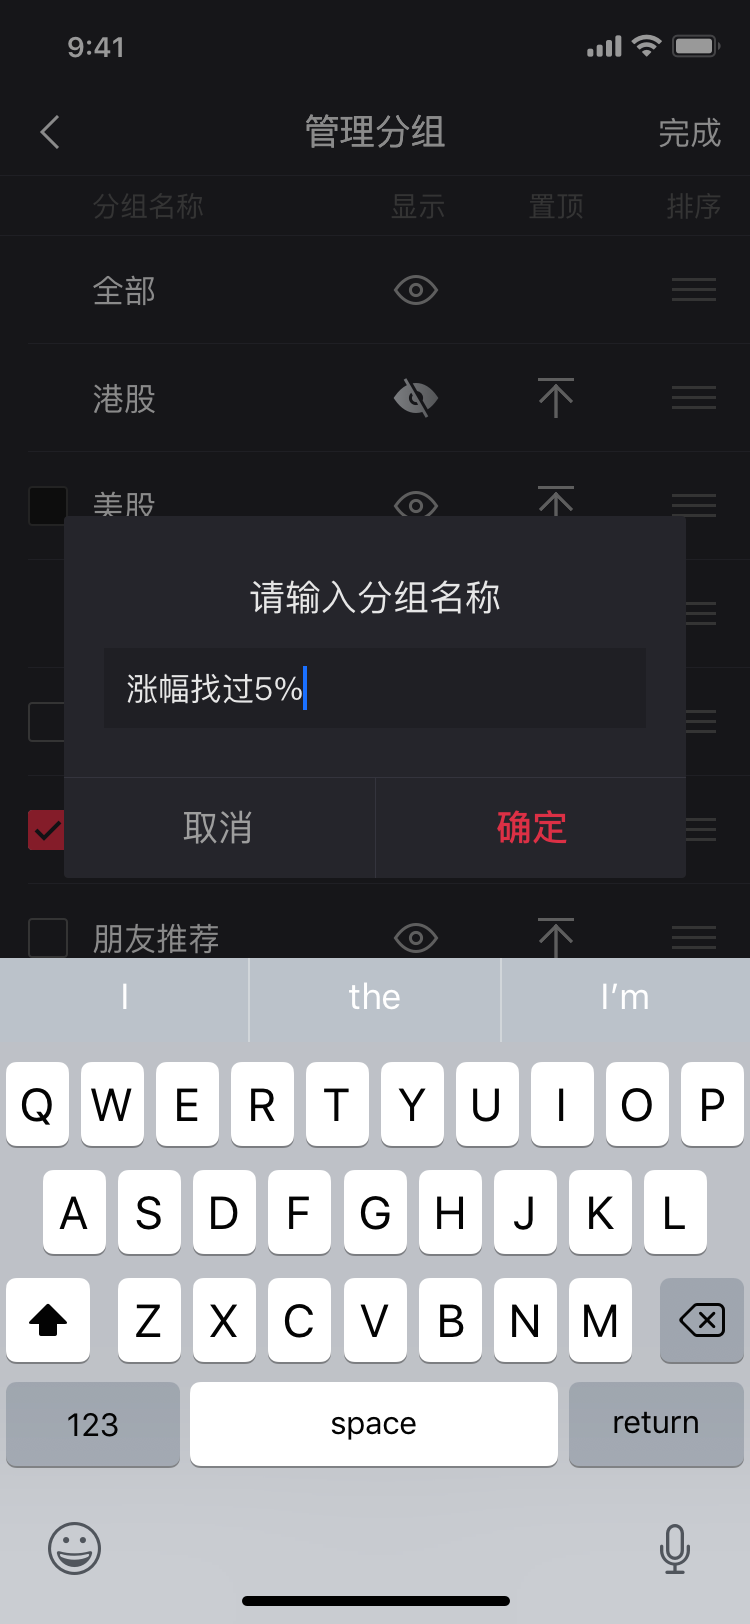 9:41
管理分组
完成
分组名称 显示 置顶 排序
全部
港股
美股
请输入分组名称
涨幅找过5%
取消 确定
朋友推荐
I the I’m
Q W E R T Y U I O P
A S D F G H J K L
Z X C V B N M
123 space return